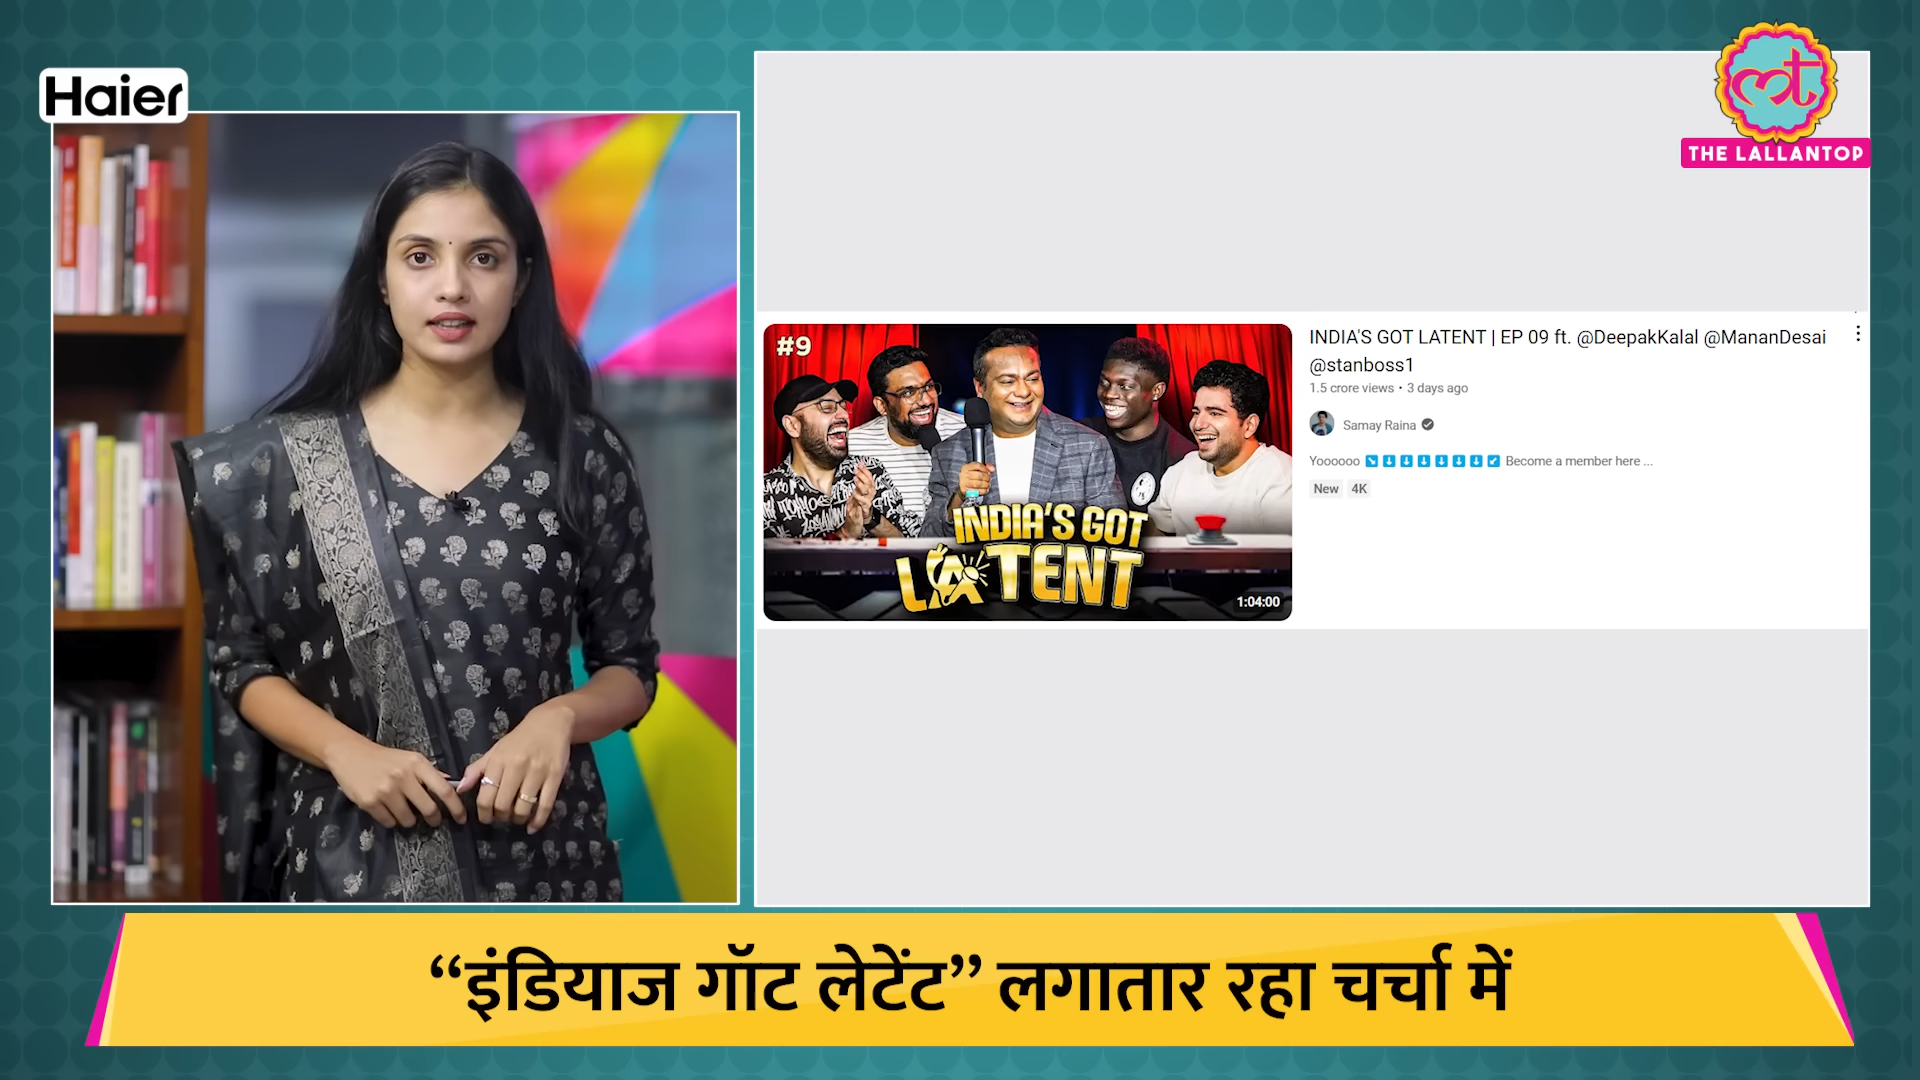 Haier
THE LALLANTOP
#9
INDIA'S GOT
LATENT
1:04:00
INDIA'S GOT LATENT | EP 09 ft. @DeepakKalal @MananDesai
@stanboss1
1.5 crore views • 3 days ago
Samay Raina
Yoooooo ↘️⬇️⬇️⬇️⬇️⬇️⬇️↙️ Become a member here ...
New 4K
“इंडियाज गॉट लेटेंट” लगातार रहा चर्चा में